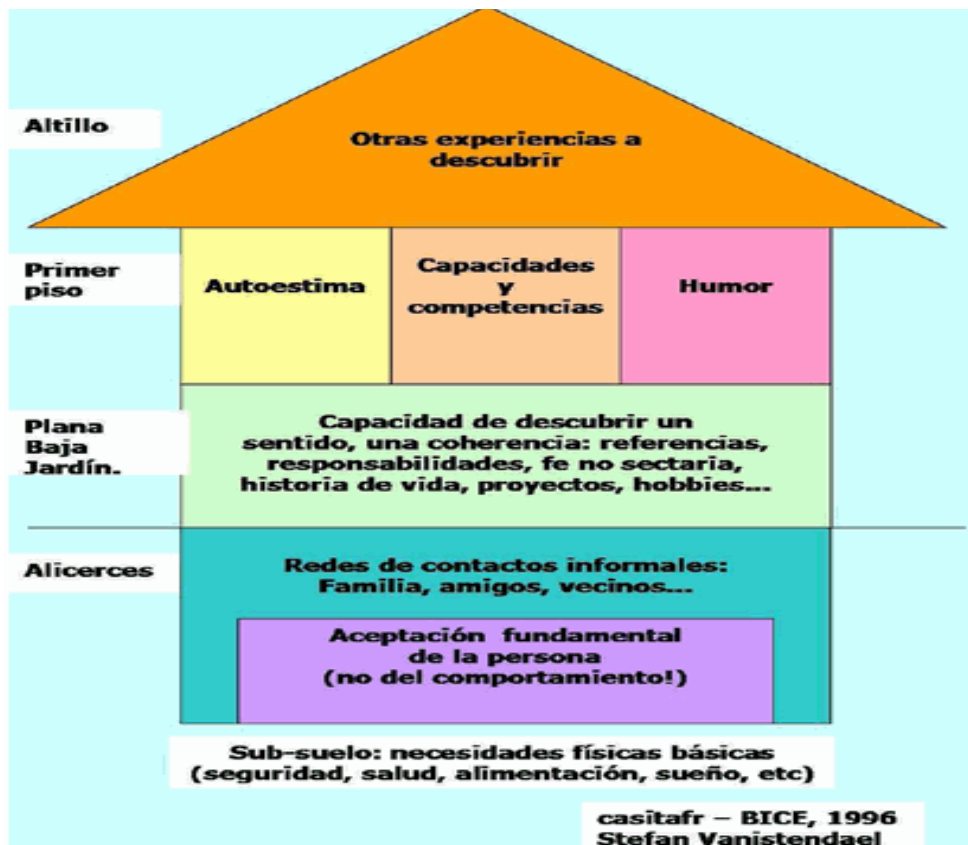 Altillo
Otras experiencias a
descubrir
Primer
piso
Autoestima
Capacidades
y
competencias
Humor
Plana
Baja
Jardín.
Capacidad de descubrir un
sentido, una coherencia: referencias,
responsabilidades, fe no sectaria,
historia de vida, proyectos, hobbies...
Alicerces
Redes de contactos informales:
Familia, amigos, vecinos...
Aceptación fundamental
de la persona
(no del comportamiento!)
Sub-suelo: necesidades físicas básicas
(seguridad, salud, alimentación, sueño, etc)
casitafr – BICE, 1996
Stefan Vanistendael